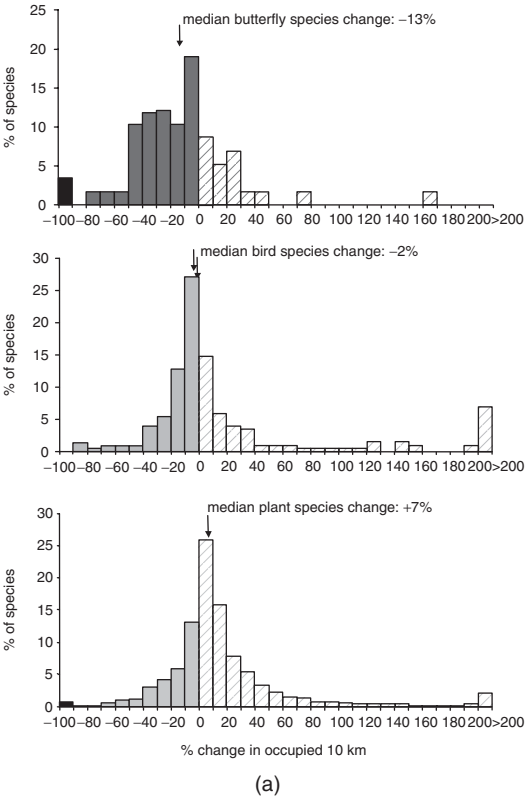 25
median butterfly species change: −13%
20
15
10
5
0
% of species
−100 −80 −60 −40 −20 0 20 40 60 80 100 120 140 160 180 200 >200
30
median bird species change: −2%
25
20
15
10
5
0
% of species
−100 −80 −60 −40 −20 0 20 40 60 80 100 120 140 160 180 200 >200
30
median plant species change: +7%
25
20
15
10
5
0
% of species
−100 −80 −60 −40 −20 0 20 40 60 80 100 120 140 160 180 200 >200
% change in occupied 10 km
(a)